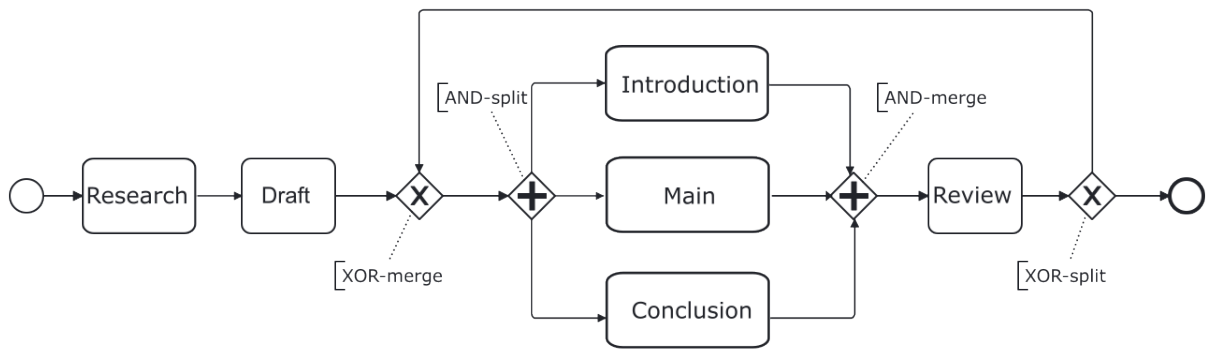 Introduction
AND-split
AND-merge
Research
Draft
X
Main
Review
X
XOR-merge
XOR-split
Conclusion